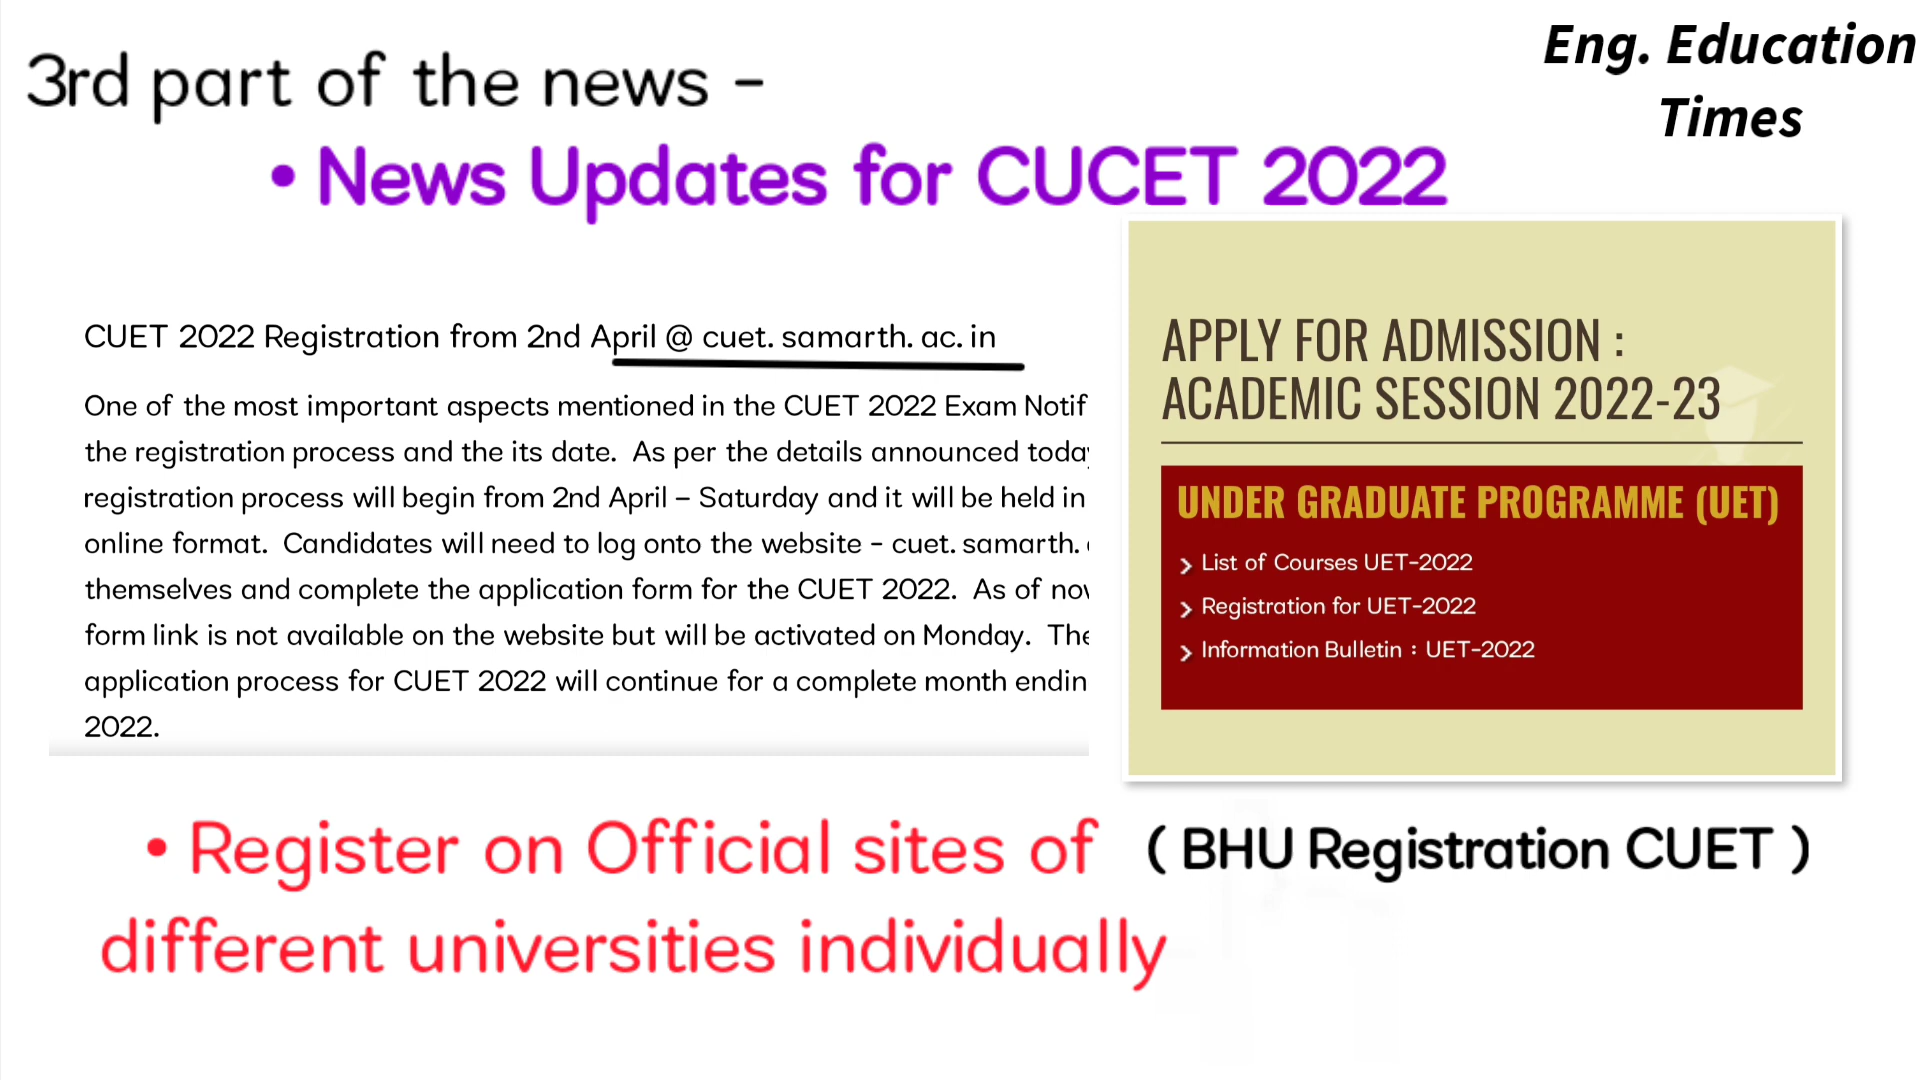 3rd part of the news -
Eng. Education
Times
• News Updates for CUCET 2022
CUET 2022 Registration from 2nd April @ cuet. samarth. ac. in
One of the most important aspects mentioned in the CUET 2022 Exam Notif
the registration process and the its date. As per the details announced today
registration process will begin from 2nd April – Saturday and it will be held in
online format. Candidates will need to log onto the website - cuet. samarth.
themselves and complete the application form for the CUET 2022. As of now
form link is not available on the website but will be activated on Monday. The
application process for CUET 2022 will continue for a complete month endin
2022.
APPLY FOR ADMISSION :
ACADEMIC SESSION 2022-23
UNDER GRADUATE PROGRAMME (UET)
List of Courses UET-2022
Registration for UET-2022
Information Bulletin : UET-2022
• Register on Official sites of
different universities individually
( BHU Registration CUET )